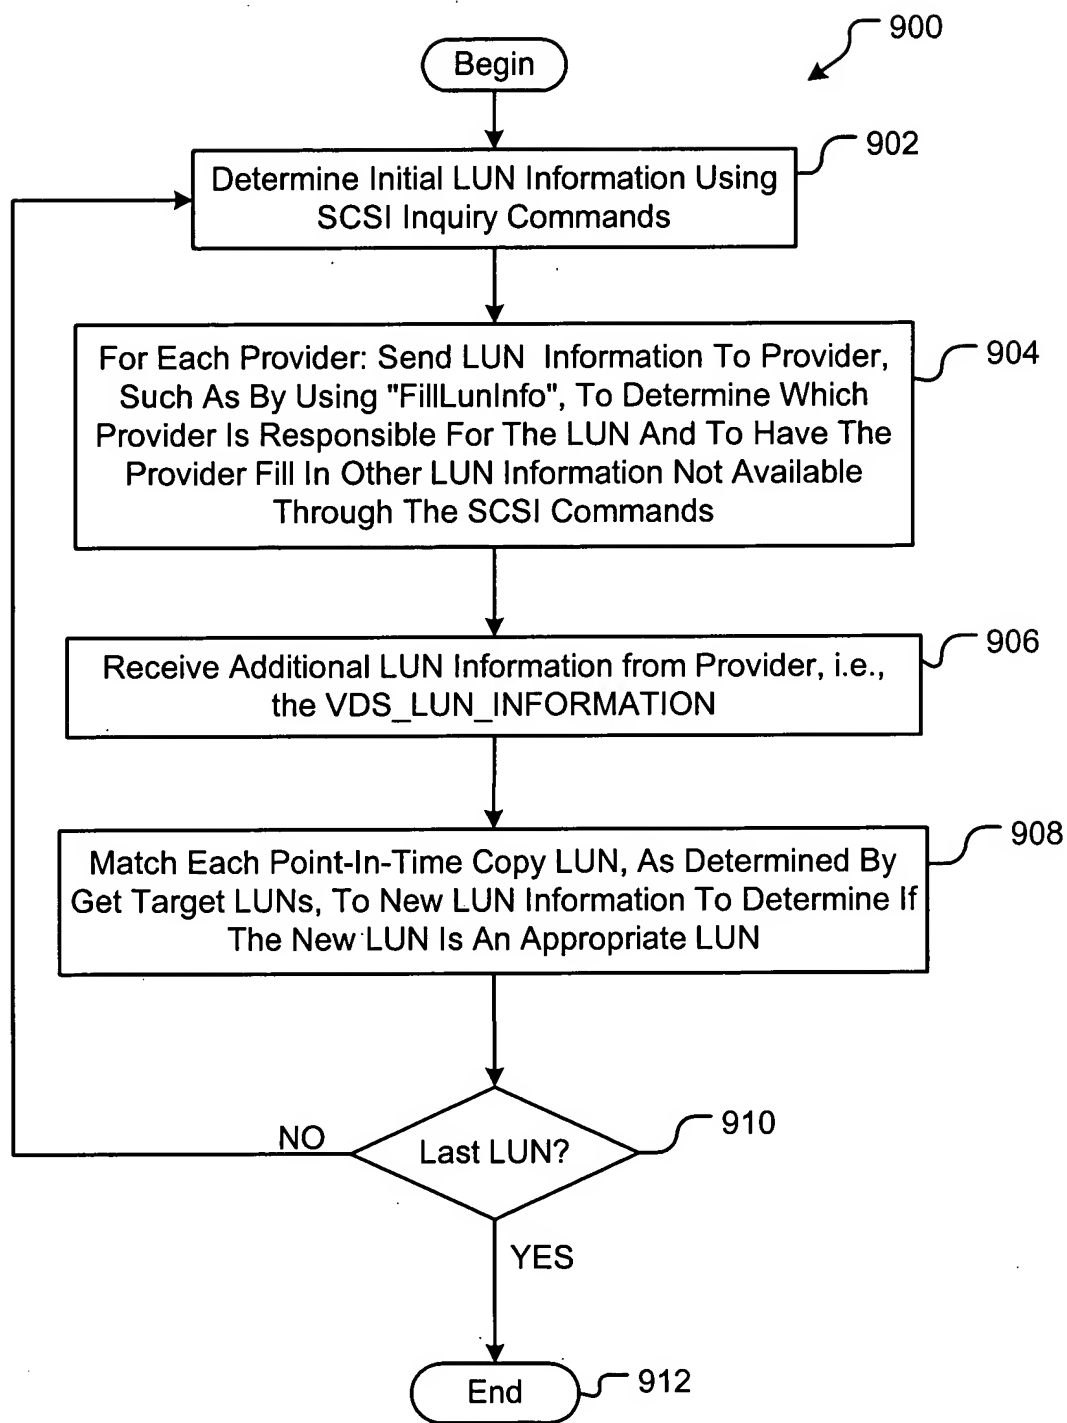 900
Begin
902
Determine Initial LUN Information Using
SCSI Inquiry Commands
904
For Each Provider: Send LUN Information To Provider,
Such As By Using "FillLunInfo", To Determine Which
Provider Is Responsible For The LUN And To Have The
Provider Fill In Other LUN Information Not Available
Through The SCSI Commands
906
Receive Additional LUN Information from Provider, i.e.,
the VDS_LUN_INFORMATION
908
Match Each Point-In-Time Copy LUN, As Determined By
Get Target LUNs, To New LUN Information To Determine If
The New LUN Is An Appropriate LUN
910
NO
Last LUN?
YES
End
912